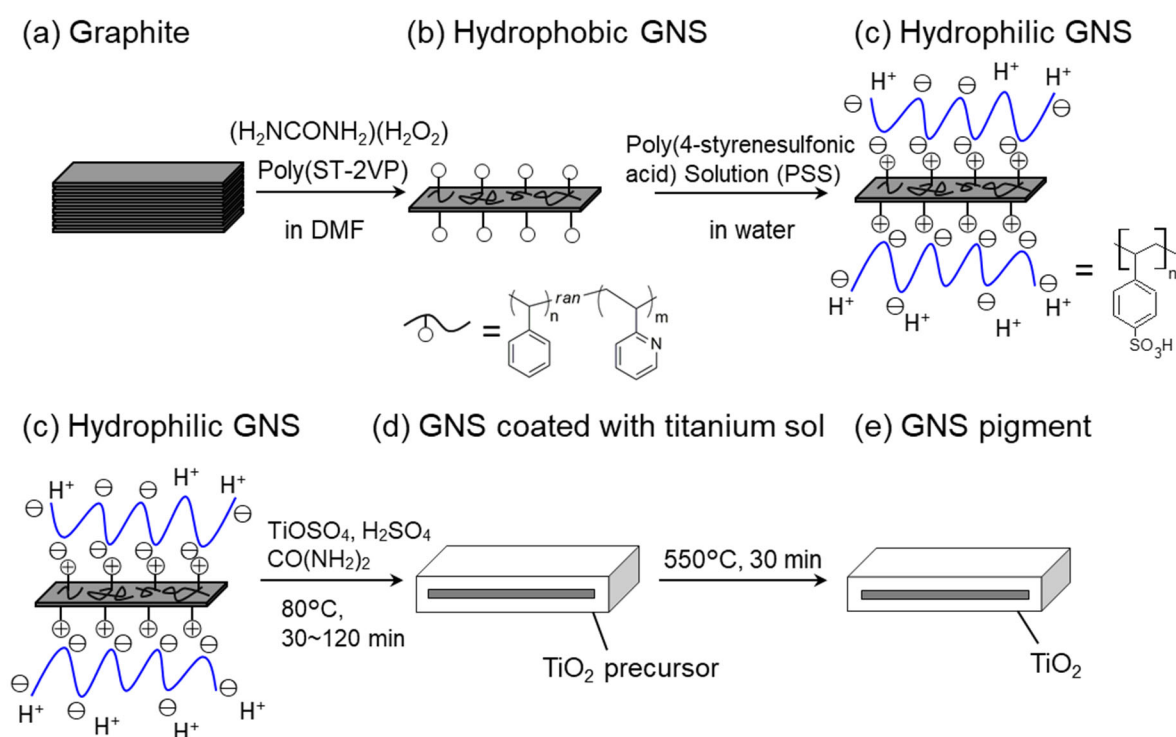 (a) Graphite
(b) Hydrophobic GNS
(c) Hydrophilic GNS
(H₂NCONH₂)(H₂O₂)
Poly(ST-2VP)
in DMF
Poly(4-styrenesulfonic
acid) Solution (PSS)
in water
H⁺ ⊖ ⊖ H⁺ H⁺
⊖ ⊖
⊖ ⊖ ⊖ ⊖
⊕ ⊕ ⊕ ⊕
⊕ ⊕ ⊕ ⊕
⊖ ⊖ ⊖ ⊖
⊖ ⊖ ⊖
H⁺ H⁺ H⁺ H⁺
=
n
SO₃H
=
n
ran
m
N
(c) Hydrophilic GNS
(d) GNS coated with titanium sol
(e) GNS pigment
H⁺ ⊖ ⊖ H⁺ H⁺
⊖ ⊖
⊖ ⊖ ⊖ ⊖
⊕ ⊕ ⊕ ⊕
⊕ ⊕ ⊕ ⊕
⊖ ⊖ ⊖ ⊖
⊖ ⊖ ⊖ ⊖
H⁺ H⁺ H⁺ H⁺
TiOSO₄, H₂SO₄
CO(NH₂)₂
80°C,
30~120 min
TiO₂ precursor
550°C, 30 min
TiO₂